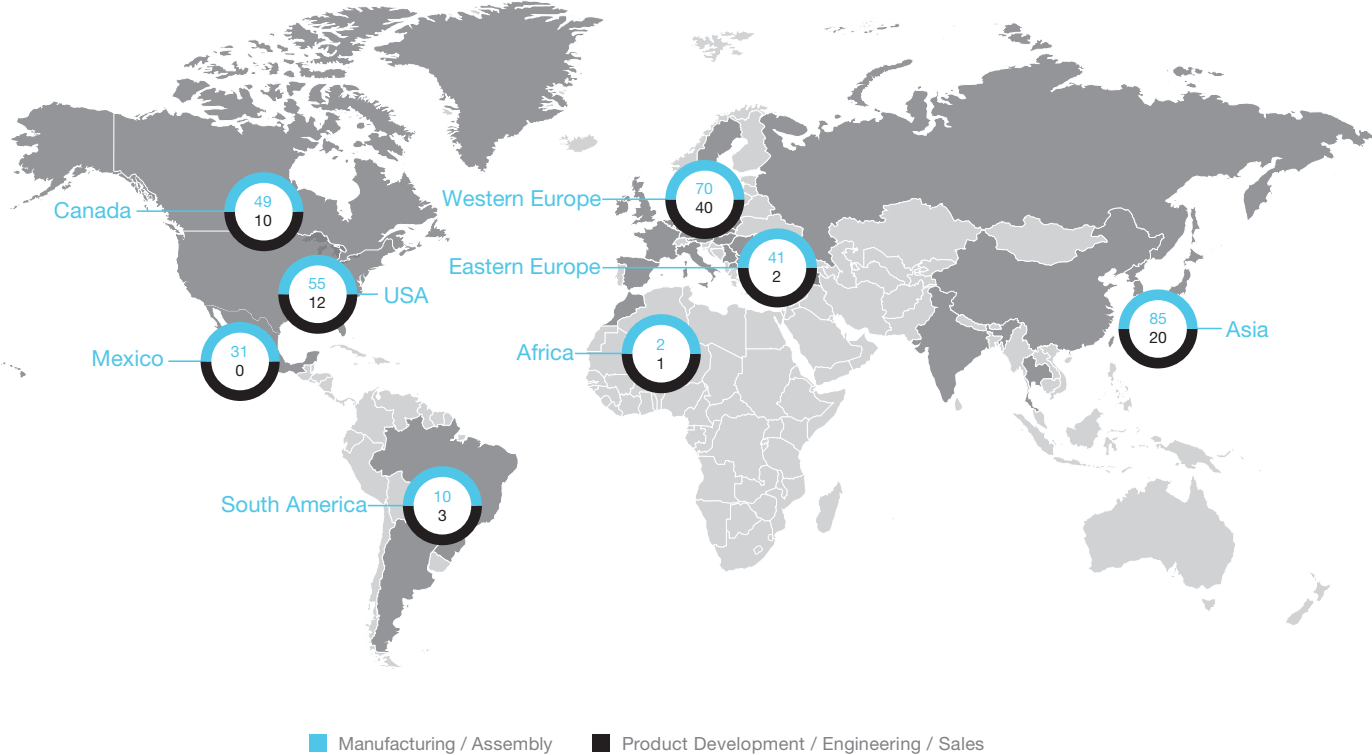 Canada
49
10
Western Europe
70
40
Eastern Europe
41
2
55
12
USA
Mexico
31
0
Africa
2
1
85
20
Asia
South America
10
3
Manufacturing / Assembly
Product Development / Engineering / Sales